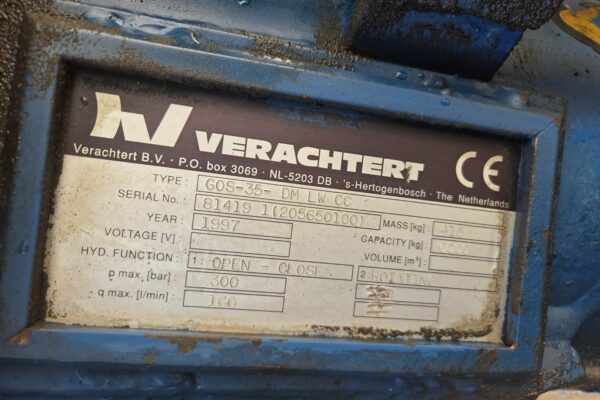 VERACHTERT CE
Verachtert B.V. · P.O. box 3069 · NL-5203 DB · 's-Hertogenbosch · The Netherlands
TYPE : GOS-35- DM LW CC
SERIAL No. : 81419 1(205650100) MASS [kg] :
YEAR : 1997 CAPACITY [kg] :
VOLTAGE [V] : VOLUME [m³] :
HYD. FUNCTION : 1: OPEN - CLOSE 2: ROTATING
p max. [bar] : 300
q max. [l/min] : 100